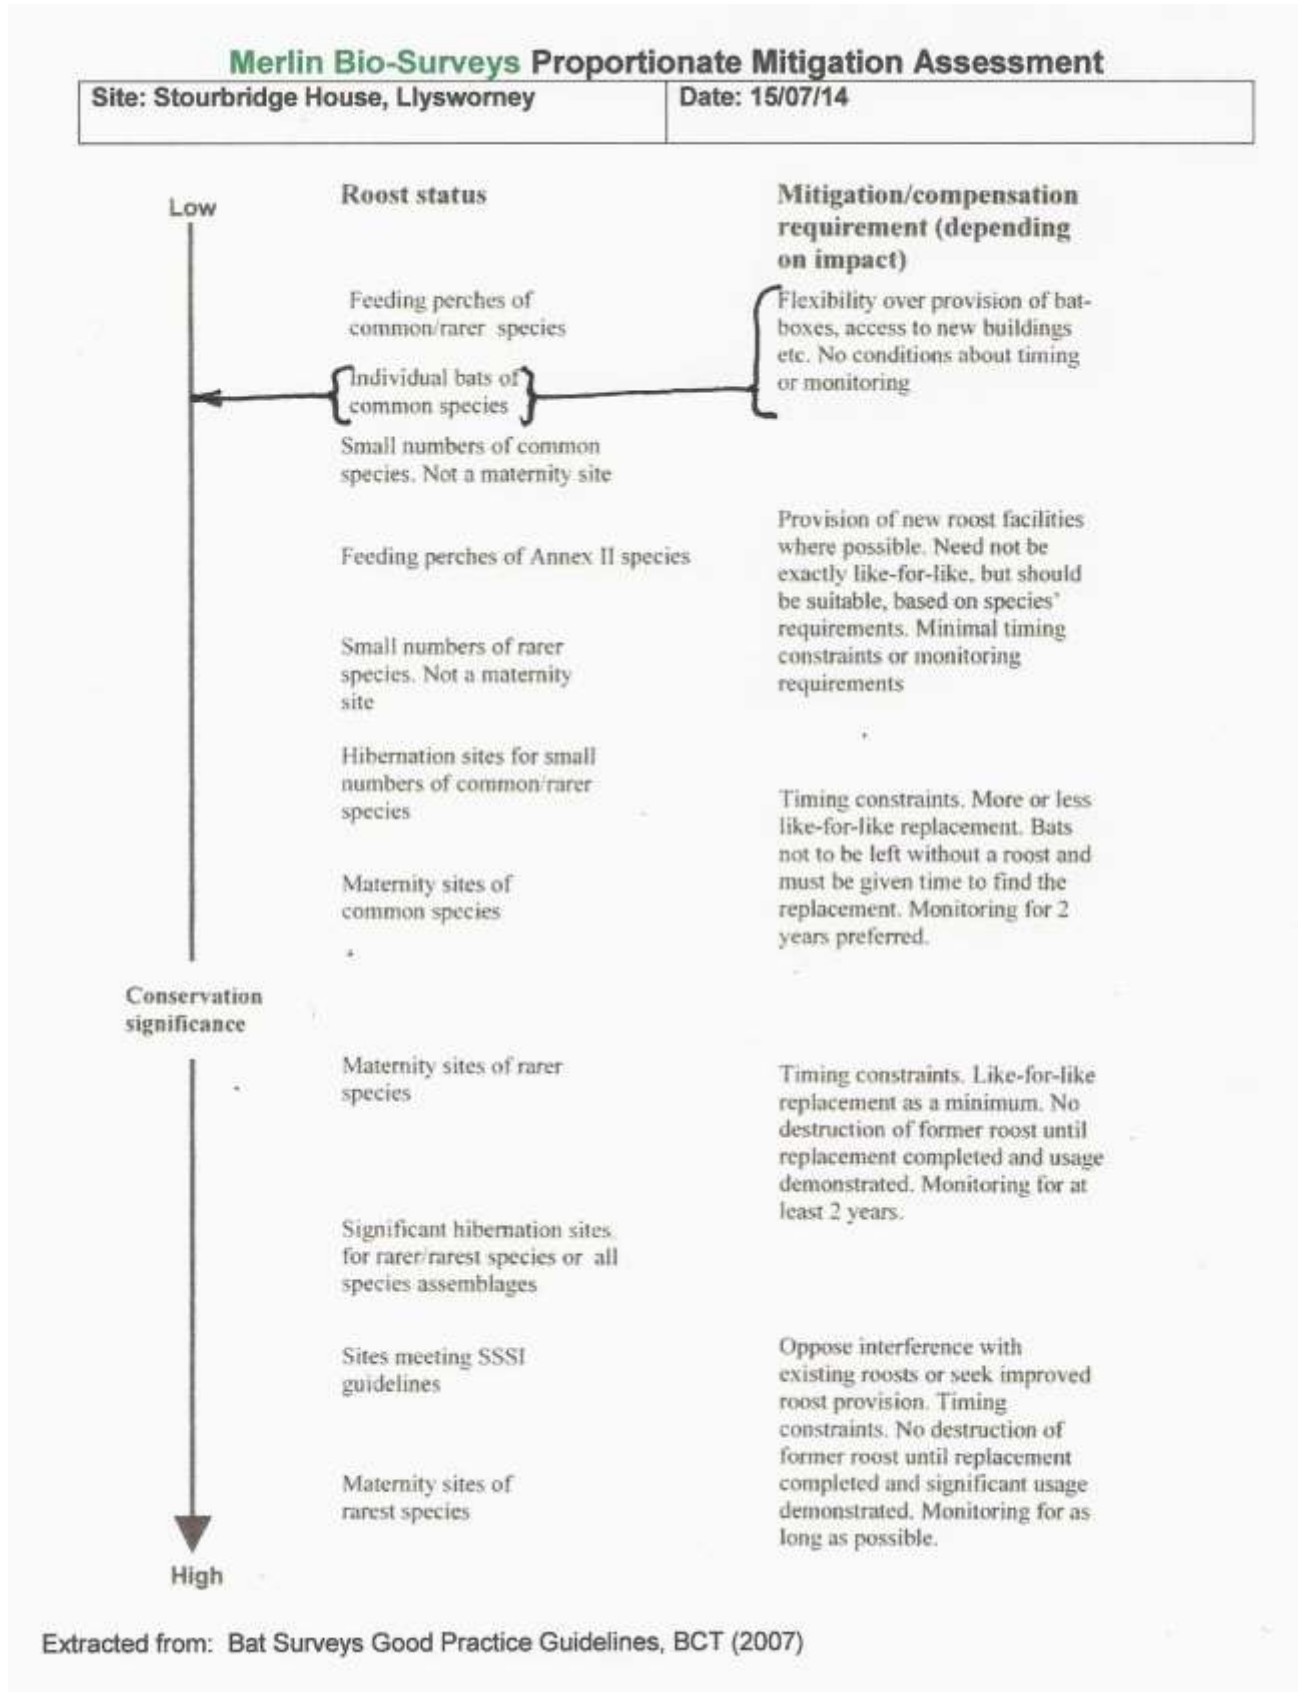 Merlin Bio-Surveys Proportionate Mitigation Assessment
Site: Stourbridge House, Llysworney
Date: 15/07/14
Low
Roost status
Mitigation/compensation
requirement (depending
on impact)
Feeding perches of
common/rarer species
Flexibility over provision of bat-
boxes, access to new buildings
etc. No conditions about timing
or monitoring
Individual bats of
common species
Small numbers of common
species. Not a maternity site
Feeding perches of Annex II species
Provision of new roost facilities
where possible. Need not be
exactly like-for-like, but should
be suitable, based on species'
requirements. Minimal timing
constraints or monitoring
requirements
Small numbers of rarer
species. Not a maternity
site
Hibernation sites for small
numbers of common/rarer
species
Timing constraints. More or less
like-for-like replacement. Bats
not to be left without a roost and
must be given time to find the
replacement. Monitoring for 2
years preferred.
Maternity sites of
common species
Conservation
significance
Maternity sites of rarer
species
Timing constraints. Like-for-like
replacement as a minimum. No
destruction of former roost until
replacement completed and usage
demonstrated. Monitoring for at
least 2 years.
Significant hibernation sites
for rarer/rarest species or all
species assemblages
Sites meeting SSSI
guidelines
Oppose interference with
existing roosts or seek improved
roost provision. Timing
constraints. No destruction of
former roost until replacement
completed and significant usage
demonstrated. Monitoring for as
long as possible.
Maternity sites of
rarest species
High
Extracted from: Bat Surveys Good Practice Guidelines, BCT (2007)